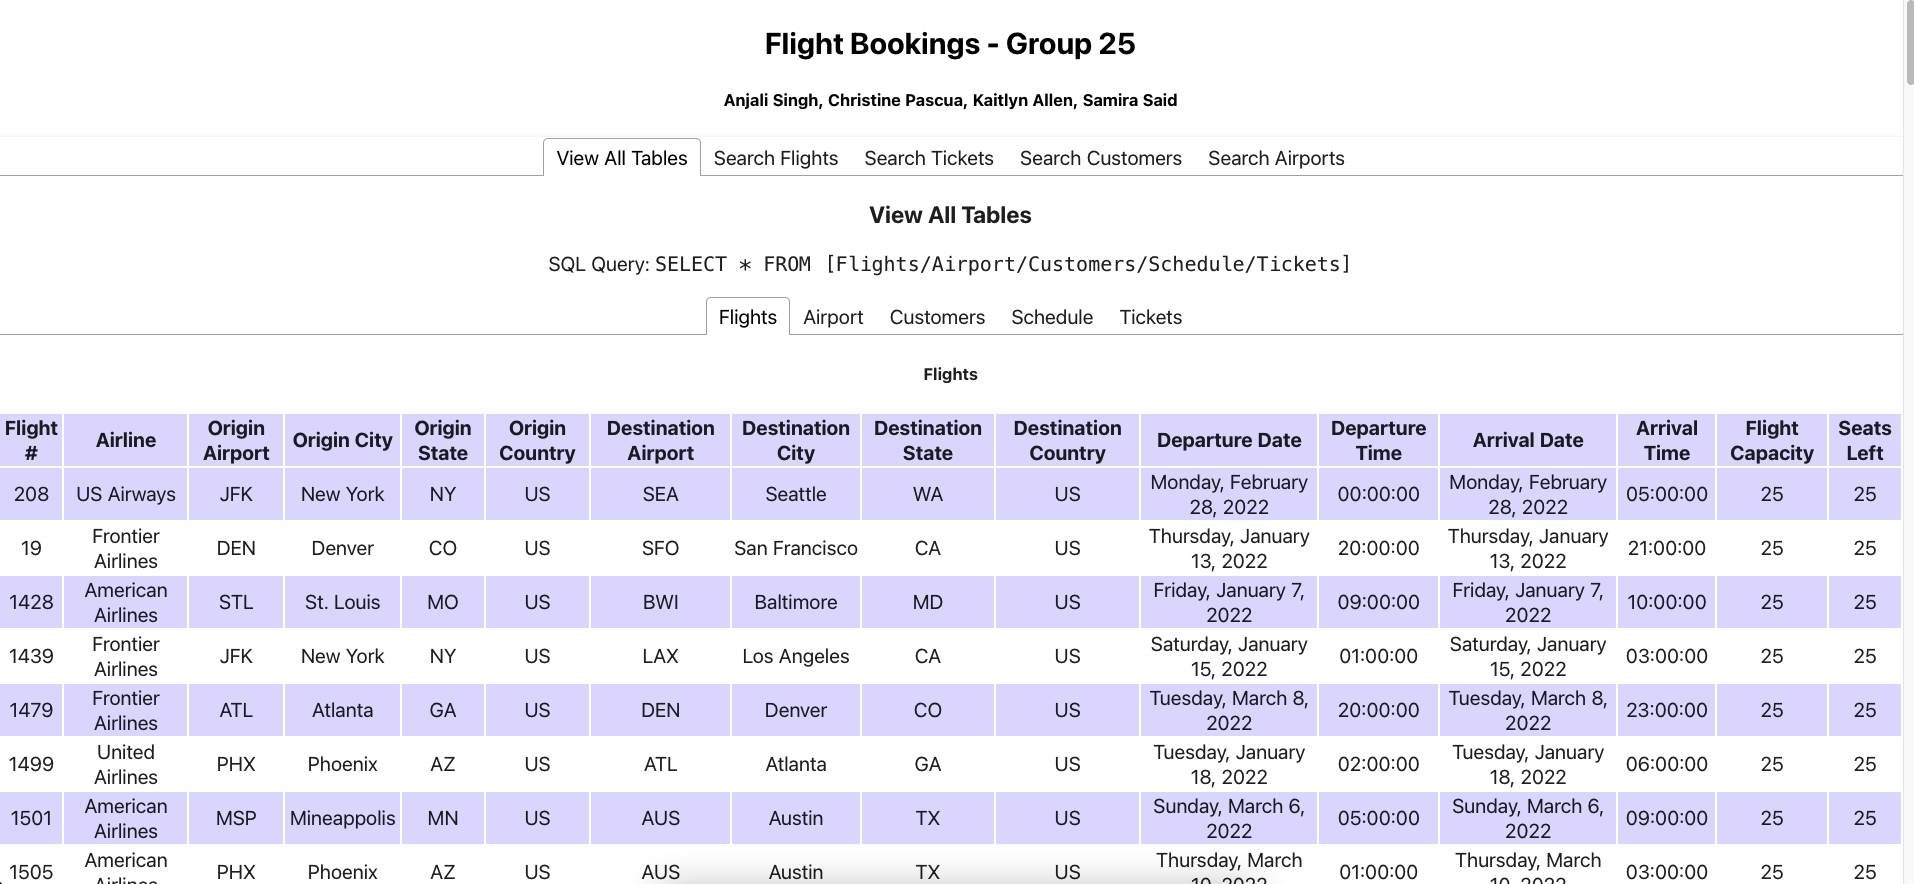 Flight Bookings - Group 25
Anjali Singh, Christine Pascua, Kaitlyn Allen, Samira Said
View All Tables Search Flights Search Tickets Search Customers Search Airports
View All Tables
SQL Query: SELECT * FROM [Flights/Airport/Customers/Schedule/Tickets]
Flights Airport Customers Schedule Tickets
Flights
Flight # Airline Origin Airport Origin City Origin State Origin Country Destination Airport Destination City Destination State Destination Country Departure Date Departure Time Arrival Date Arrival Time Flight Capacity Seats Left
208 US Airways JFK New York NY US SEA Seattle WA US Monday, February 28, 2022 00:00:00 Monday, February 28, 2022 05:00:00 25 25
19 Frontier Airlines DEN Denver CO US SFO San Francisco CA US Thursday, January 13, 2022 20:00:00 Thursday, January 13, 2022 21:00:00 25 25
1428 American Airlines STL St. Louis MO US BWI Baltimore MD US Friday, January 7, 2022 09:00:00 Friday, January 7, 2022 10:00:00 25 25
1439 Frontier Airlines JFK New York NY US LAX Los Angeles CA US Saturday, January 15, 2022 01:00:00 Saturday, January 15, 2022 03:00:00 25 25
1479 Frontier Airlines ATL Atlanta GA US DEN Denver CO US Tuesday, March 8, 2022 20:00:00 Tuesday, March 8, 2022 23:00:00 25 25
1499 United Airlines PHX Phoenix AZ US ATL Atlanta GA US Tuesday, January 18, 2022 02:00:00 Tuesday, January 18, 2022 06:00:00 25 25
1501 American Airlines MSP Mineappolis MN US AUS Austin TX US Sunday, March 6, 2022 05:00:00 Sunday, March 6, 2022 09:00:00 25 25
1505 American Airlines PHX Phoenix AZ US AUS Austin TX US Thursday, March 10, 2022 01:00:00 Thursday, March 10, 2022 03:00:00 25 25